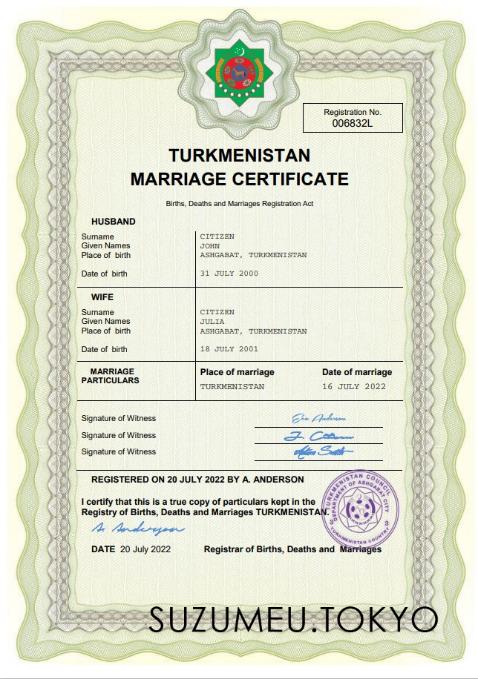 Registration No.
006832L
TURKMENISTAN
MARRIAGE CERTIFICATE
Births, Deaths and Marriages Registration Act
HUSBAND
Surname CITIZEN
Given Names JOHN
Place of birth ASHGABAT, TURKMENISTAN
Date of birth 31 JULY 2000
WIFE
Surname CITIZEN
Given Names JULIA
Place of birth ASHGABAT, TURKMENISTAN
Date of birth 18 JULY 2001
MARRIAGE Place of marriage Date of marriage
PARTICULARS TURKMENISTAN 16 JULY 2022
Signature of Witness
Signature of Witness
Signature of Witness
REGISTERED ON 20 JULY 2022 BY A. ANDERSON
I certify that this is a true copy of particulars kept in the
Registry of Births, Deaths and Marriages TURKMENISTAN.
A. Anderson
DATE 20 July 2022 Registrar of Births, Deaths and Marriages
TURKMENISTAN COUNCIL
DEPARTMENT OF ASHGABAT CITY
TURKMENISTAN COUNTRY
SUZUMEU.TOKYO